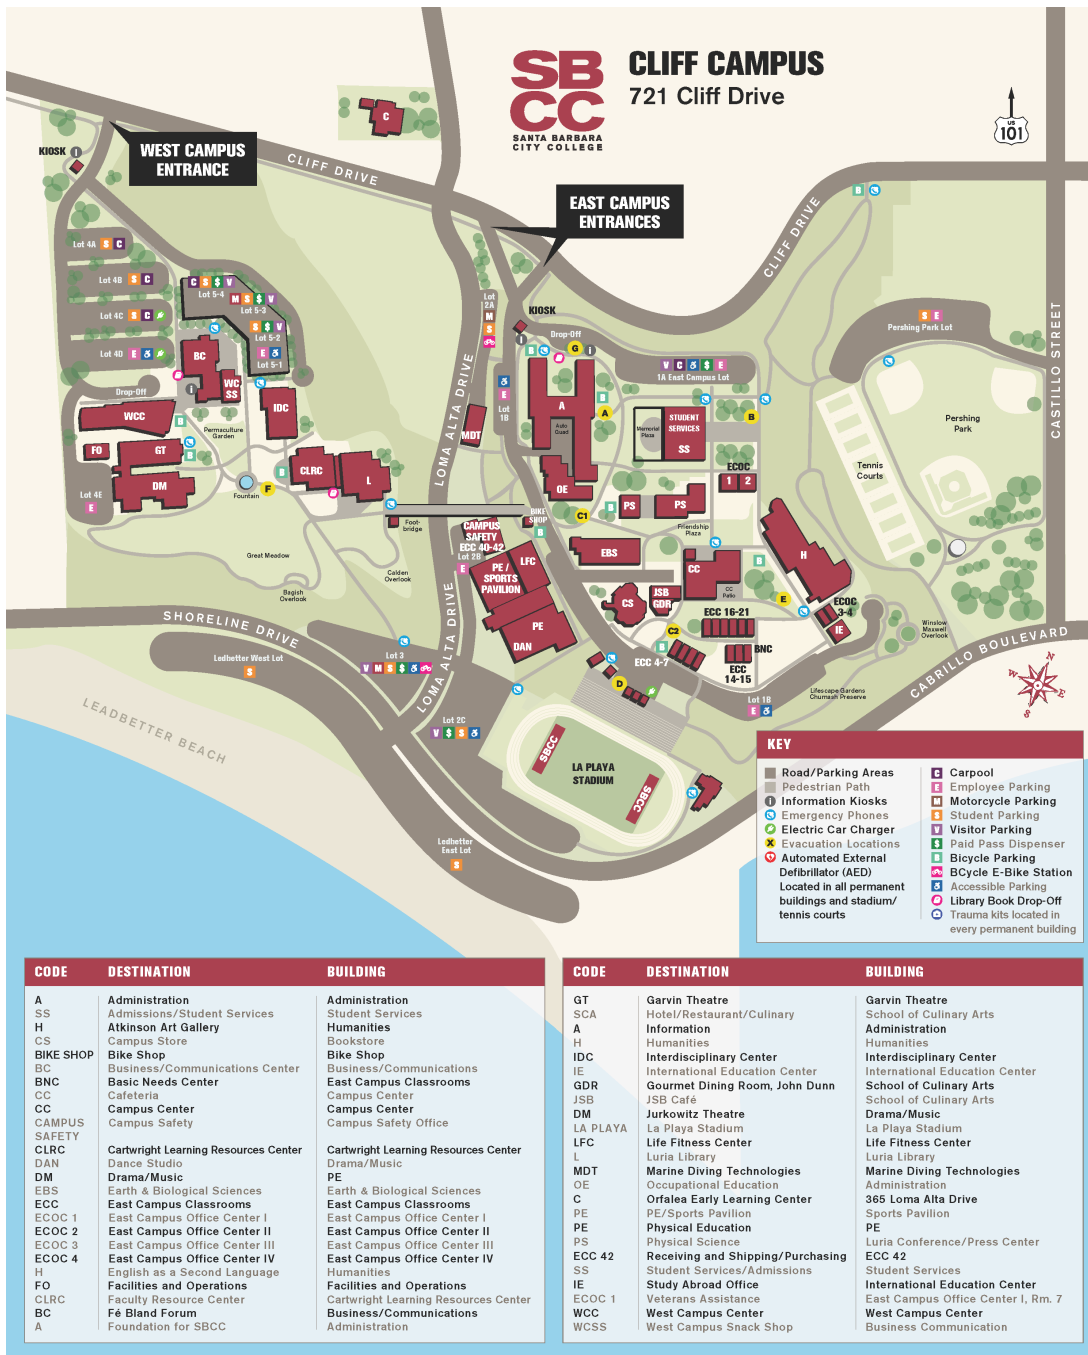 SB
CC
SANTA BARBARA
CITY COLLEGE
CLIFF CAMPUS
721 Cliff Drive
US
101
C
KIOSK i
WEST CAMPUS
ENTRANCE
CLIFF DRIVE
EAST CAMPUS
ENTRANCES
CLIFF DRIVE
B
CASTILLO STREET
Lot 4A S C
Lot 4B S C
Lot 4C S C
Lot 4D E
C S $ V
Lot 5-4
M S $ V
Lot 5-3
S $ V
Lot 5-2
E
Lot 5-1
Lot
2A
M
S
KIOSK
i
Drop-Off
G i
B
S E
Pershing Park Lot
V C $ E
1A East Campus Lot
BC
WC
SS
i
Drop-Off
WCC
IDC
B
Permaculture
Garden
FO
GT
B
DM
Lot 4E
E
Fountain
F
B
CLRC
L
LOMA ALTA DRIVE
MDT
E
Lot
1B
A
Auto
Quad
B
A
OE
Memorial
Plaza
STUDENT
SERVICES
SS
B
ECOC
1 2
Pershing
Park
Tennis
Courts
Foot-
bridge
BIKE
SHOP
B
C1
B
PS
PS
Friendship
Plaza
CAMPUS
SAFETY
ECC 40-42
Lot 2B
E
PE /
SPORTS
PAVILION
LFC
EBS
CC
CC
Patio
B
H
E
Great Meadow
Calden
Overlook
Bagish
Overlook
PE
DAN
CS
JSB
GDR
ECC 16-21
C2
B
ECC 4-7
BNC
ECC
14-15
ECOC
3-4
IE
Winslow
Maxwell
Overlook
SHORELINE DRIVE
LOMA ALTA DRIVE
CABRILLO BOULEVARD
Ledbetter West Lot
S
Lot 3
V M S $
D
Lot 1B
E
Lifescape Gardens
Chumash Preserve
N
W
E
S
LEADBETTER BEACH
Lot 2C
V $ S
SBCC
LA PLAYA
STADIUM
SBCC
Ledbetter
East Lot
S
KEY
Road/Parking Areas
Pedestrian Path
i Information Kiosks
Emergency Phones
Electric Car Charger
X Evacuation Locations
Automated External
Defibrillator (AED)
Located in all permanent
buildings and stadium/
tennis courts
C Carpool
E Employee Parking
M Motorcycle Parking
S Student Parking
V Visitor Parking
$ Paid Pass Dispenser
B Bicycle Parking
BCycle E-Bike Station
Accessible Parking
Library Book Drop-Off
Trauma kits located in
every permanent building
CODE DESTINATION BUILDING
A Administration Administration
SS Admissions/Student Services Student Services
H Atkinson Art Gallery Humanities
CS Campus Store Bookstore
BIKE SHOP Bike Shop Bike Shop
BC Business/Communications Center Business/Communications
BNC Basic Needs Center East Campus Classrooms
CC Cafeteria Campus Center
CC Campus Center Campus Center
CAMPUS Campus Safety Campus Safety Office
SAFETY
CLRC Cartwright Learning Resources Center Cartwright Learning Resources Center
DAN Dance Studio Drama/Music
DM Drama/Music PE
EBS Earth & Biological Sciences Earth & Biological Sciences
ECC East Campus Classrooms East Campus Classrooms
ECOC 1 East Campus Office Center I East Campus Office Center I
ECOC 2 East Campus Office Center II East Campus Office Center II
ECOC 3 East Campus Office Center III East Campus Office Center III
ECOC 4 East Campus Office Center IV East Campus Office Center IV
H English as a Second Language Humanities
FO Facilities and Operations Facilities and Operations
CLRC Faculty Resource Center Cartwright Learning Resources Center
BC Fé Bland Forum Business/Communications
A Foundation for SBCC Administration
CODE DESTINATION BUILDING
GT Garvin Theatre Garvin Theatre
SCA Hotel/Restaurant/Culinary School of Culinary Arts
A Information Administration
H Humanities Humanities
IDC Interdisciplinary Center Interdisciplinary Center
IE International Education Center International Education Center
GDR Gourmet Dining Room, John Dunn School of Culinary Arts
JSB JSB Café School of Culinary Arts
DM Jurkowitz Theatre Drama/Music
LA PLAYA La Playa Stadium La Playa Stadium
LFC Life Fitness Center Life Fitness Center
L Luria Library Luria Library
MDT Marine Diving Technologies Marine Diving Technologies
OE Occupational Education Administration
C Orfalea Early Learning Center 365 Loma Alta Drive
PE PE/Sports Pavilion Sports Pavilion
PE Physical Education PE
PS Physical Science Luria Conference/Press Center
ECC 42 Receiving and Shipping/Purchasing ECC 42
SS Student Services/Admissions Student Services
IE Study Abroad Office International Education Center
ECOC 1 Veterans Assistance East Campus Office Center I, Rm. 7
WCC West Campus Center West Campus Center
WCSS West Campus Snack Shop Business Communication